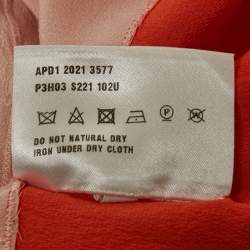 APD1 2021 3577
P3H03 S221 102U
P
W
DO NOT NATURAL DRY
IRON UNDER DRY CLOTH